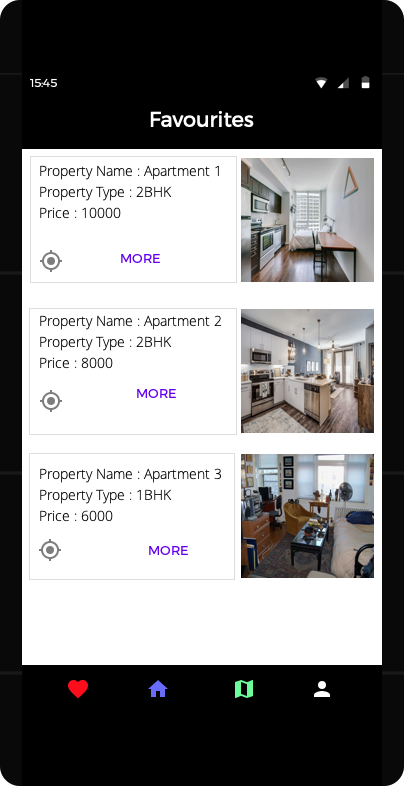 15:45
Favourites
Property Name : Apartment 1
Property Type : 2BHK
Price : 10000
MORE
Property Name : Apartment 2
Property Type : 2BHK
Price : 8000
MORE
Property Name : Apartment 3
Property Type : 1BHK
Price : 6000
MORE